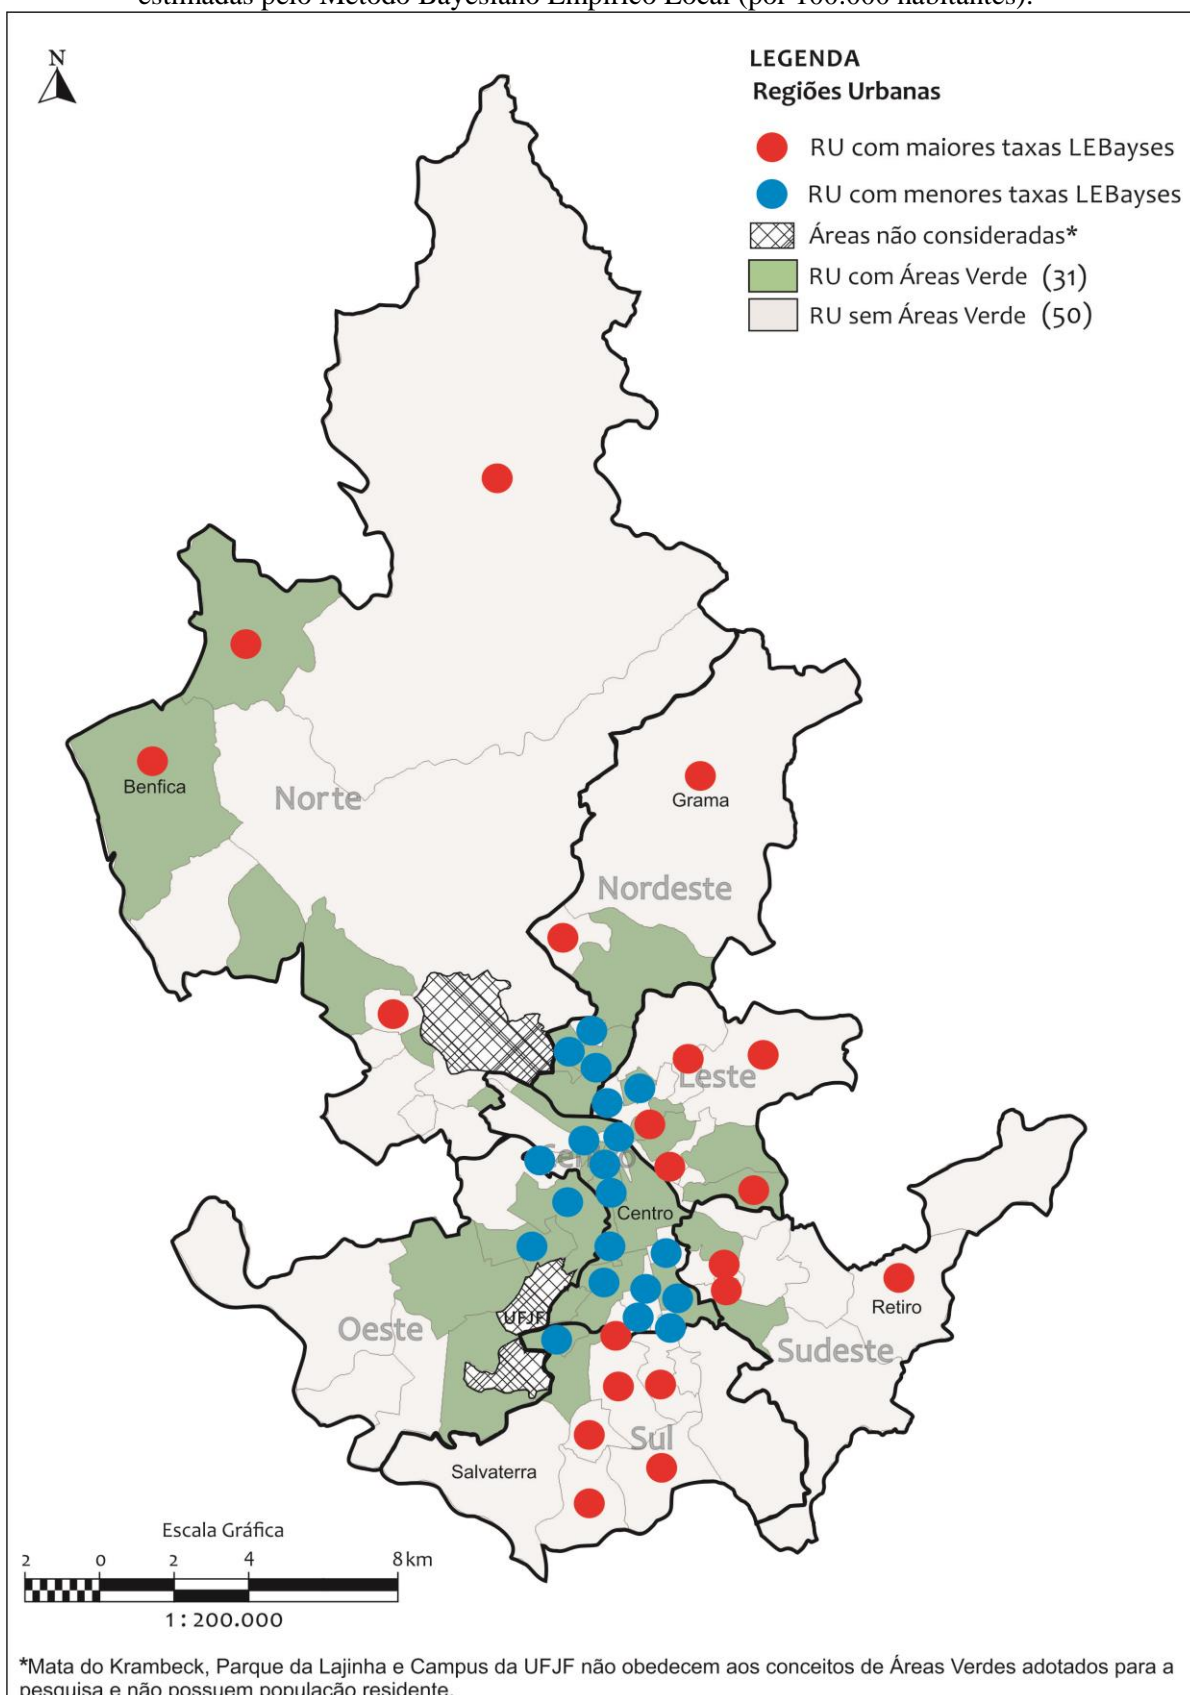 estimadas pelo Método Bayesiano Empírico Local (por 100.000 habitantes).
N
LEGENDA
Regiões Urbanas
RU com maiores taxas LEBayses
RU com menores taxas LEBayses
Áreas não consideradas*
RU com Áreas Verde (31)
RU sem Áreas Verde (50)
Benfica
Norte
Grama
Nordeste
Leste
Centro
Centro
UFJF
Oeste
Retiro
Sudeste
Sul
Salvaterra
Escala Gráfica
2 0 2 4 8 km
1 : 200.000
*Mata do Krambeck, Parque da Lajinha e Campus da UFJF não obedecem aos conceitos de Áreas Verdes adotados para a
pesquisa e não possuem população residente.